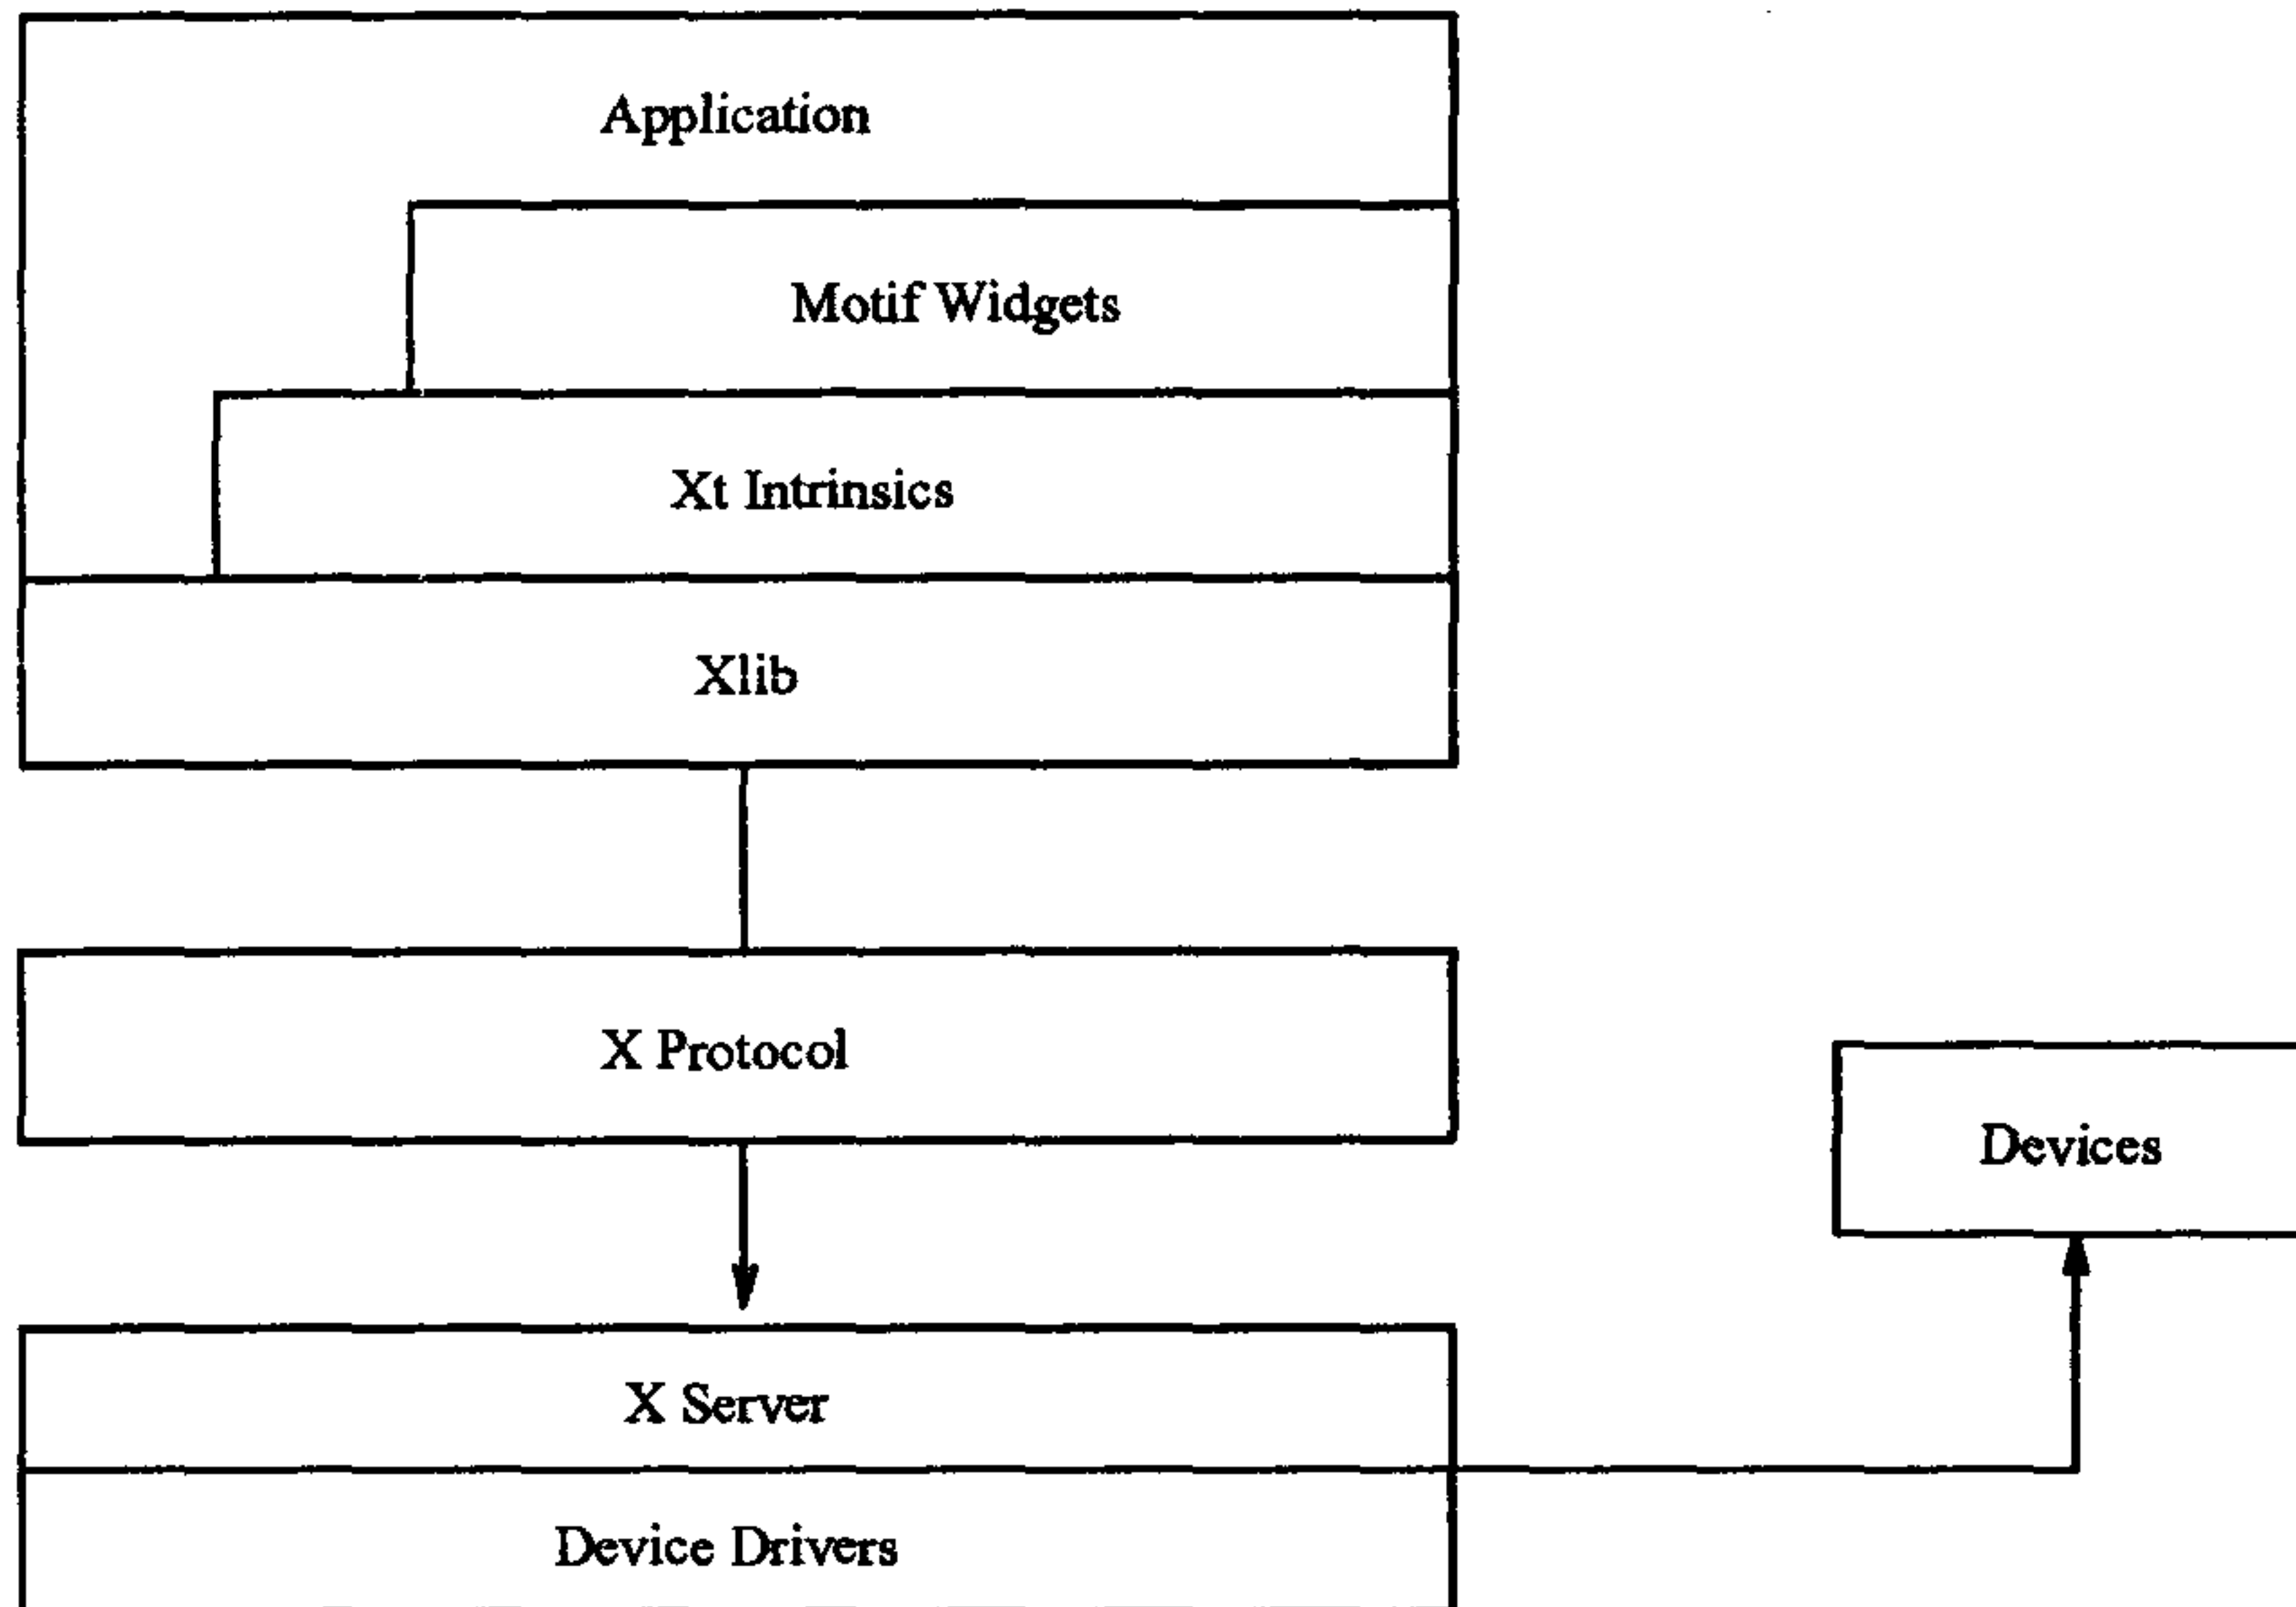 Application
Motif Widgets
Xt Intrinsics
Xlib
X Protocol
Devices
X Server
Device Drivers